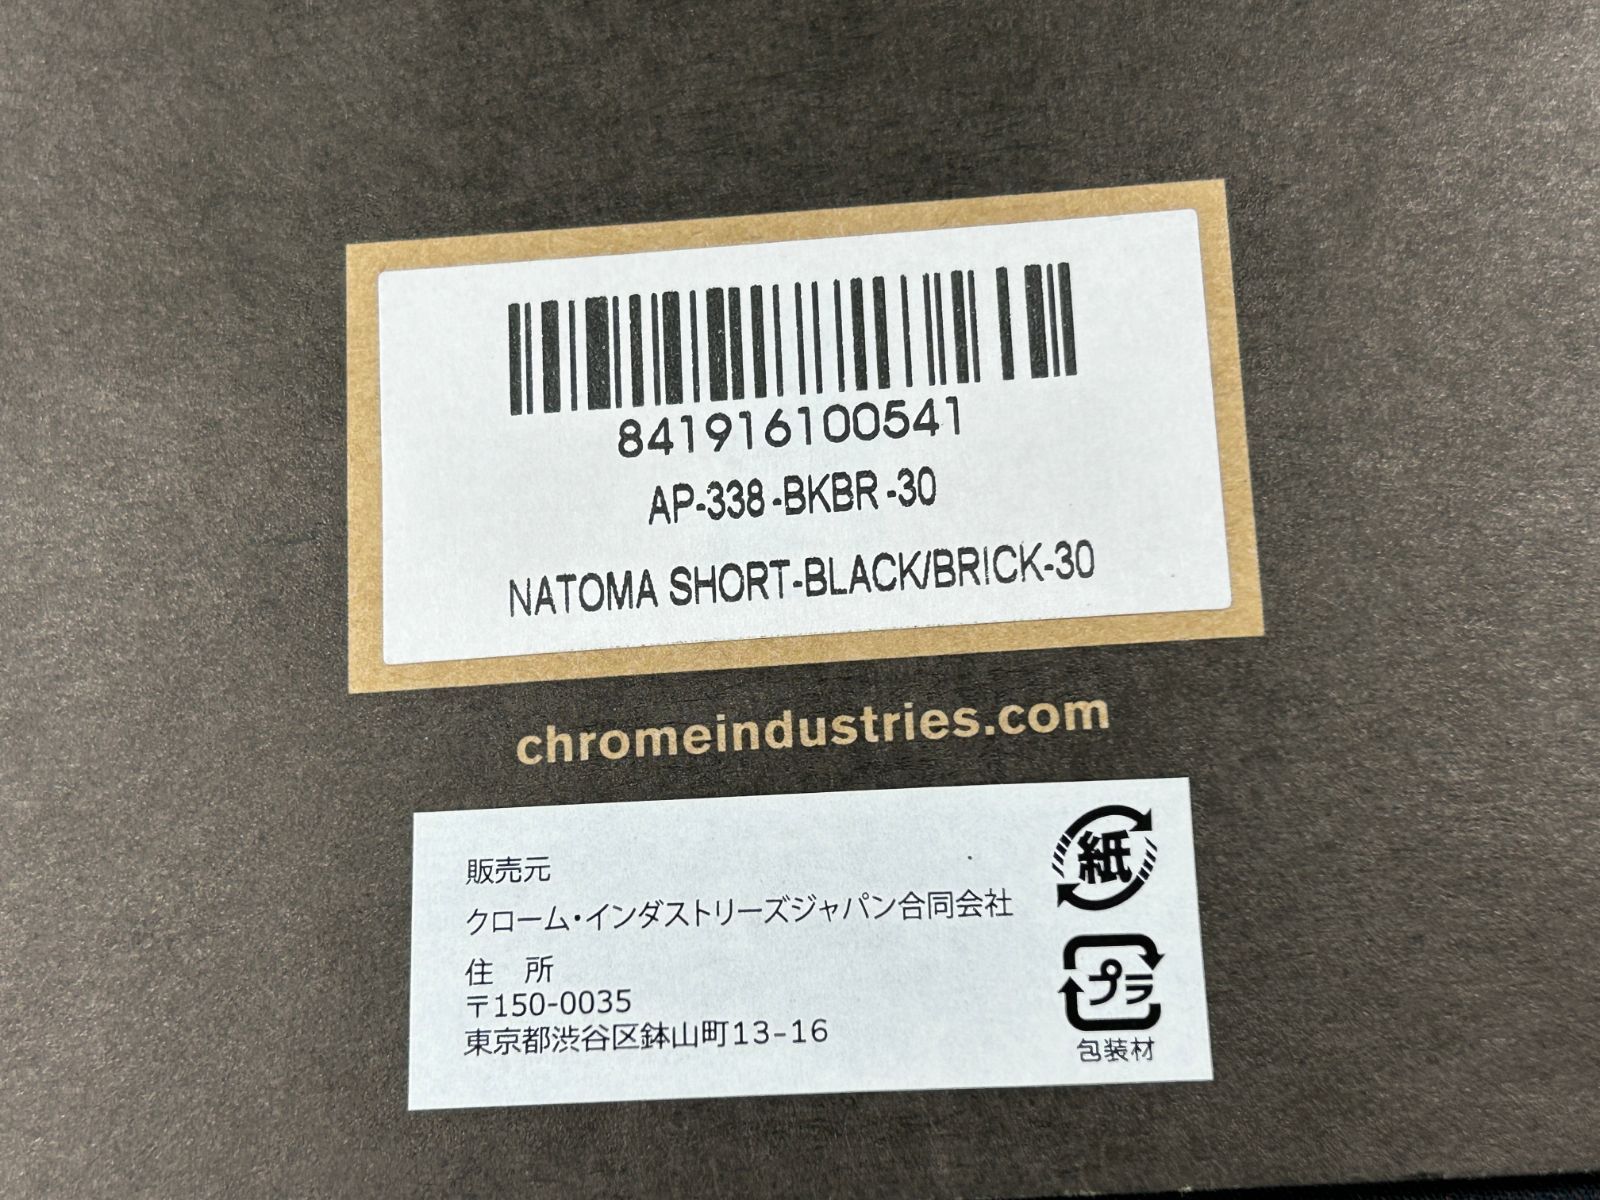 841916100541
AP-338-BKBR-30
NATOMA SHORT-BLACK/BRICK-30
chromeindustries.com
販売元
クローム・インダストリーズジャパン合同会社
住　所
〒150-0035
東京都渋谷区鉢山町13-16
紙
プラ
包装材